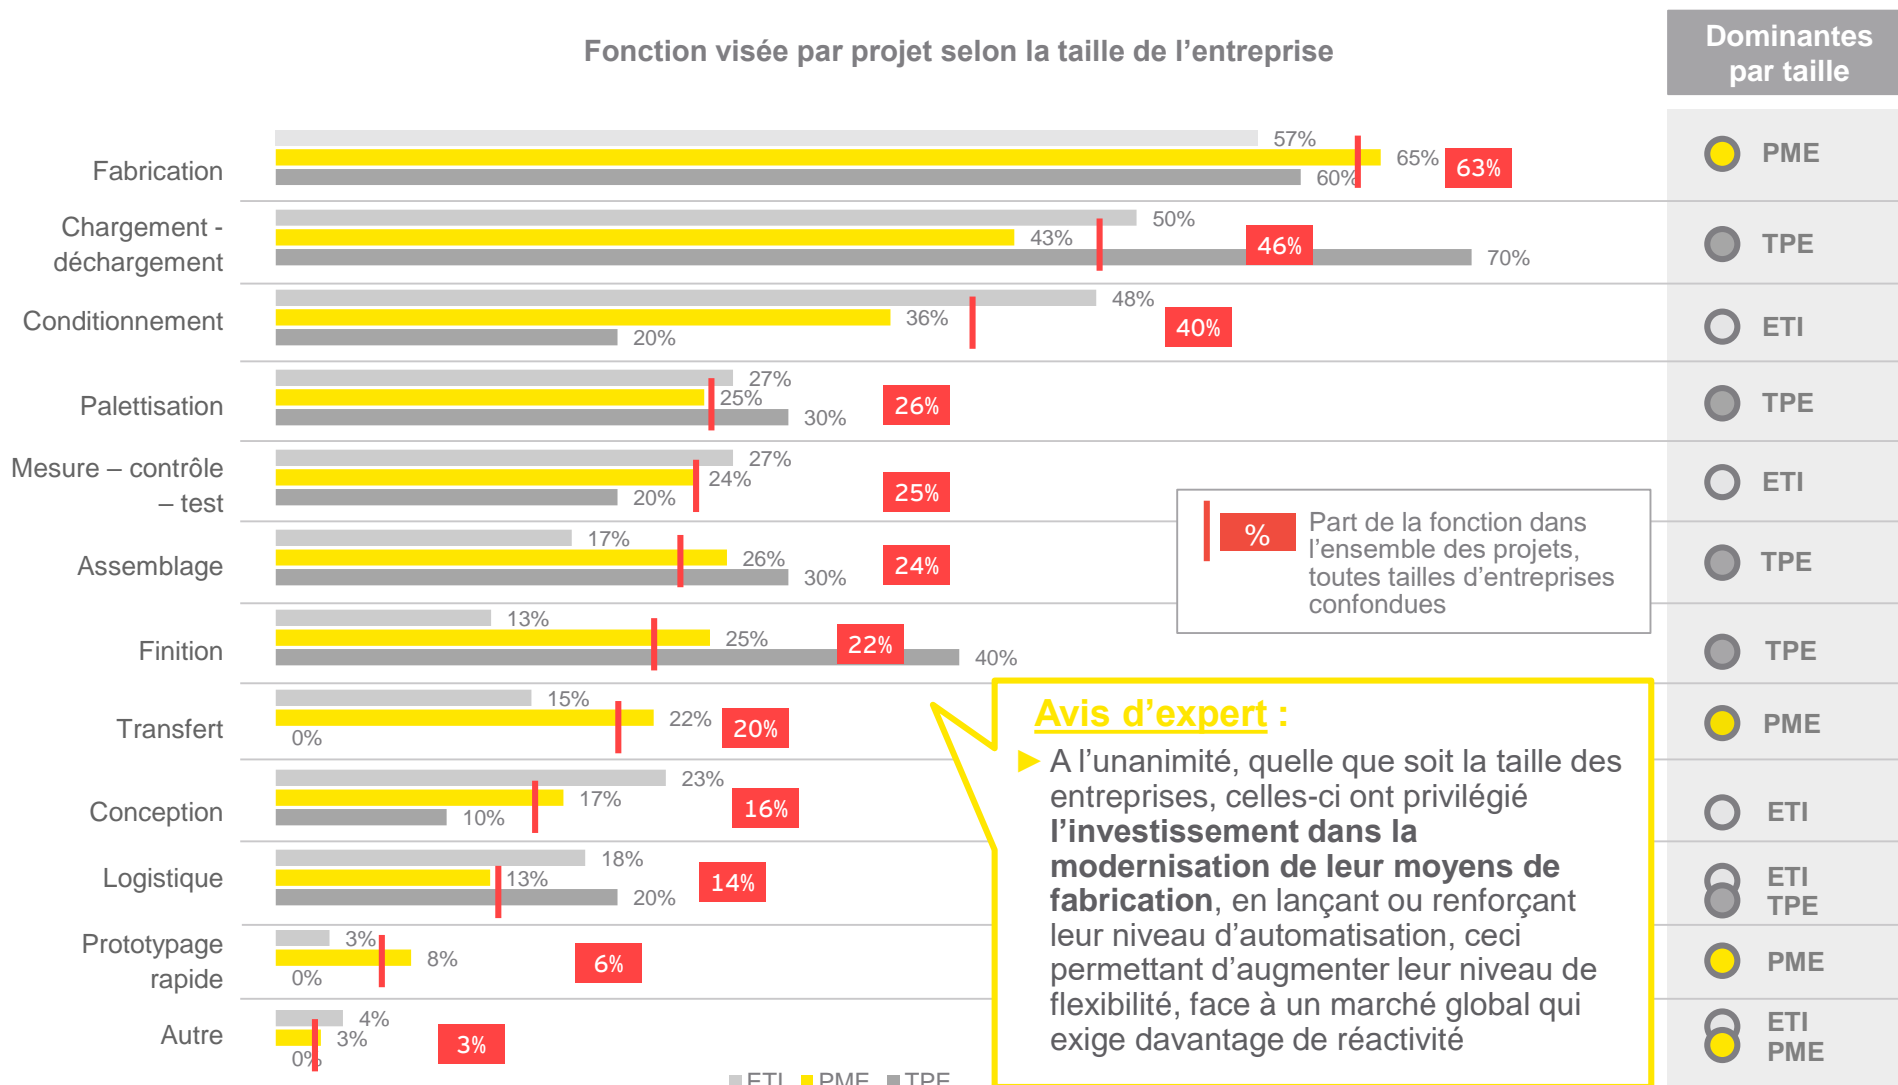 Fonction visée par projet selon la taille de l’entreprise
Dominantes
par taille
Fabrication
57%
65%
60%
63%
PME
Chargement -
déchargement
50%
43%
70%
46%
TPE
Conditionnement
48%
36%
20%
40%
ETI
Palettisation
27%
25%
30%
26%
TPE
Mesure – contrôle
– test
27%
24%
20%
25%
ETI
Assemblage
17%
26%
30%
24%
TPE
Finition
13%
25%
40%
22%
TPE
Transfert
15%
22%
0%
20%
PME
Conception
23%
17%
10%
16%
ETI
Logistique
18%
13%
20%
14%
ETI
TPE
Prototypage
rapide
3%
8%
0%
6%
PME
Autre
4%
3%
0%
3%
ETI
PME
%
Part de la fonction dans
l’ensemble des projets,
toutes tailles d’entreprises
confondues
Avis d’expert :
► A l’unanimité, quelle que soit la taille des
entreprises, celles-ci ont privilégié
l’investissement dans la
modernisation de leur moyens de
fabrication, en lançant ou renforçant
leur niveau d’automatisation, ceci
permettant d’augmenter leur niveau de
flexibilité, face à un marché global qui
exige davantage de réactivité
ETI PME TPE